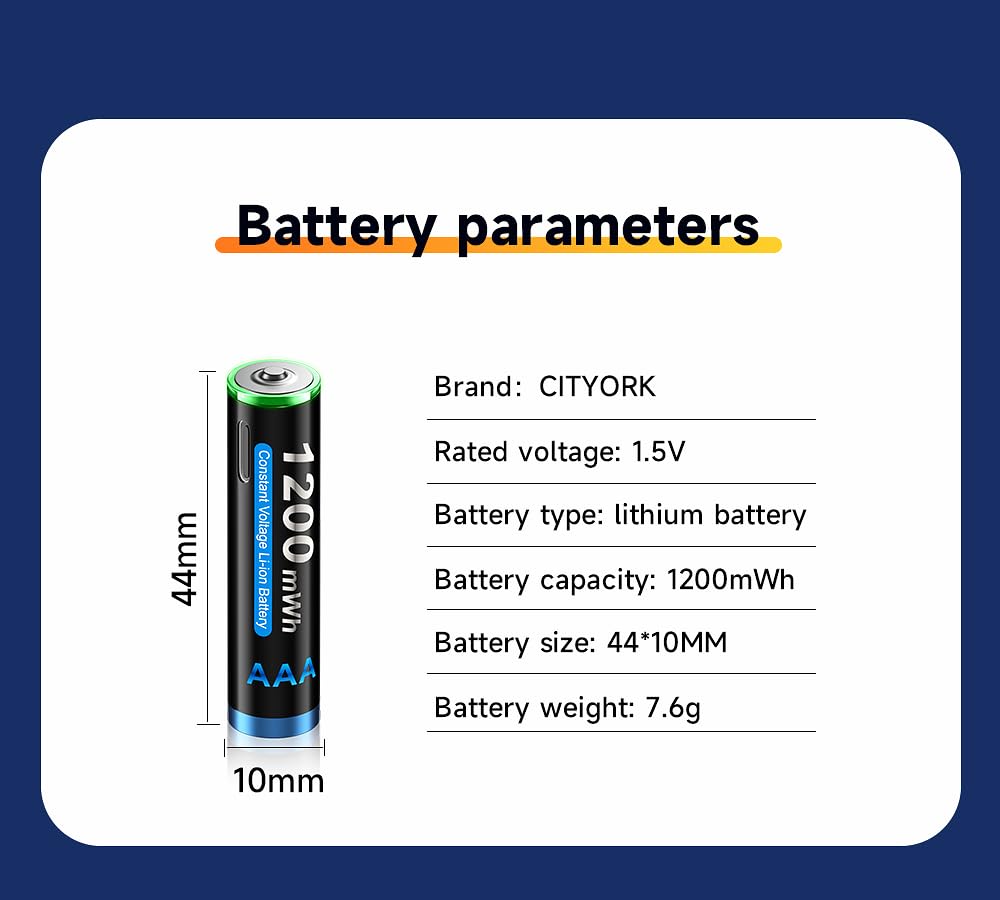 Battery parameters
Brand: CITYORK
Rated voltage: 1.5V
Battery type: lithium battery
Battery capacity: 1200mWh
Battery size: 44*10MM
Battery weight: 7.6g
44mm
1200 mWh
Constant Voltage Li-ion Battery
AAA
10mm